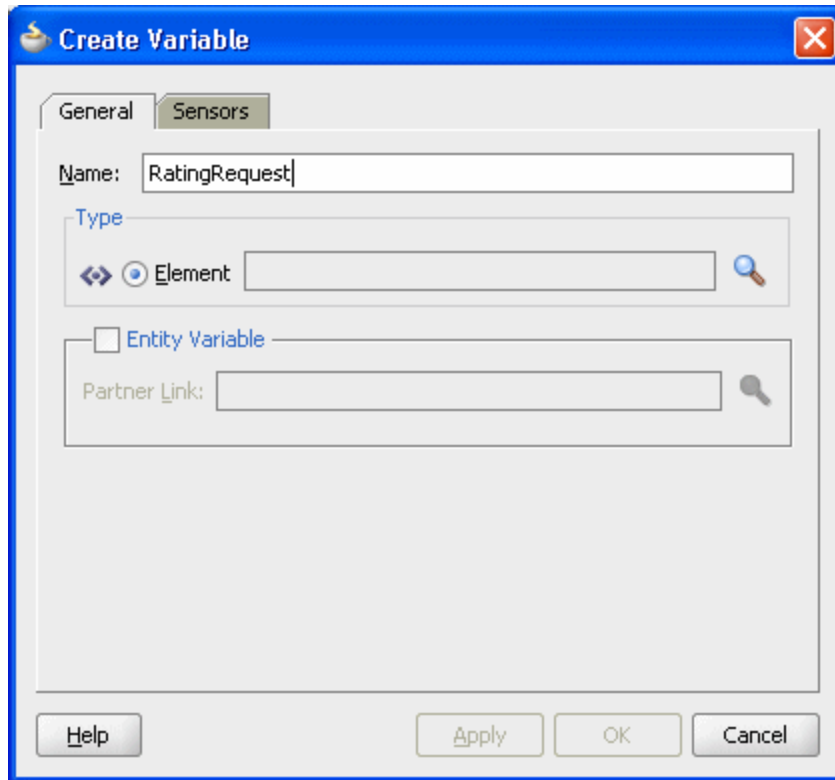 Create Variable
General Sensors
Name: RatingRequest
Type
Element
Entity Variable
Partner Link:
Help Apply OK Cancel